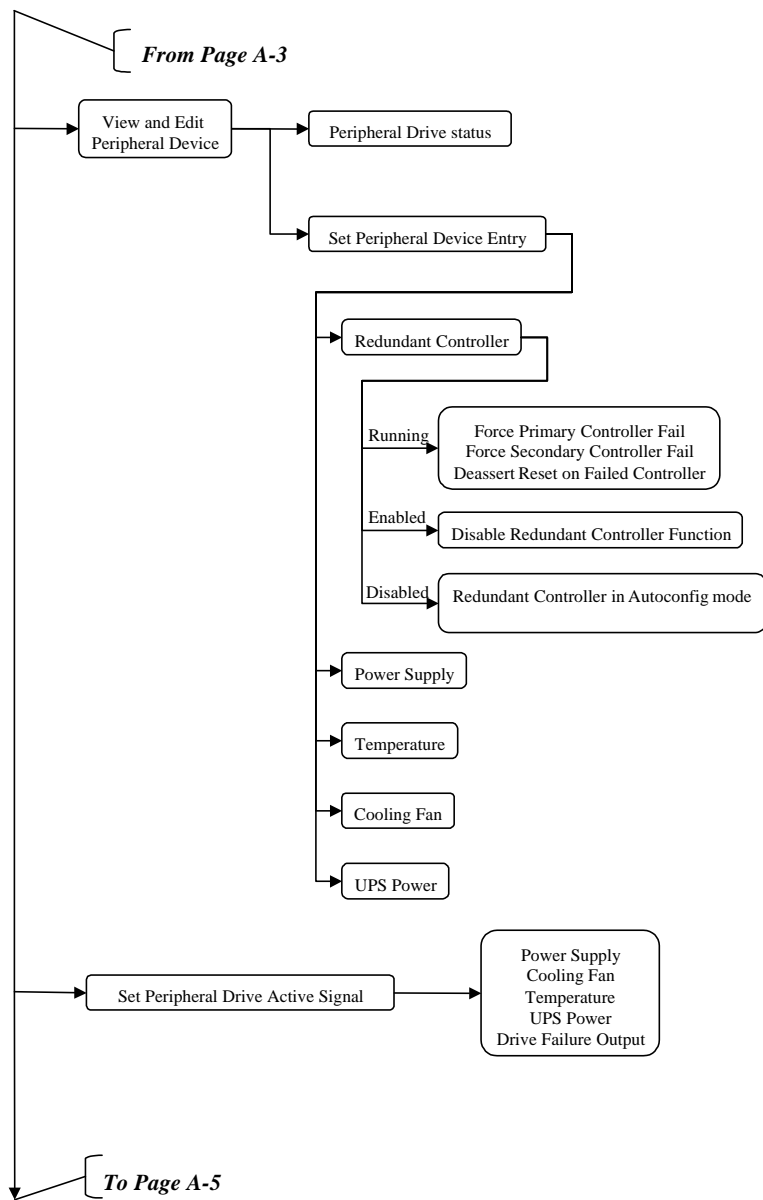 From Page A-3
View and Edit
Peripheral Device
Peripheral Drive status
Set Peripheral Device Entry
Redundant Controller
Running
Force Primary Controller Fail
Force Secondary Controller Fail
Deassert Reset on Failed Controller
Enabled
Disable Redundant Controller Function
Disabled
Redundant Controller in Autoconfig mode
Power Supply
Temperature
Cooling Fan
UPS Power
Set Peripheral Drive Active Signal
Power Supply
Cooling Fan
Temperature
UPS Power
Drive Failure Output
To Page A-5